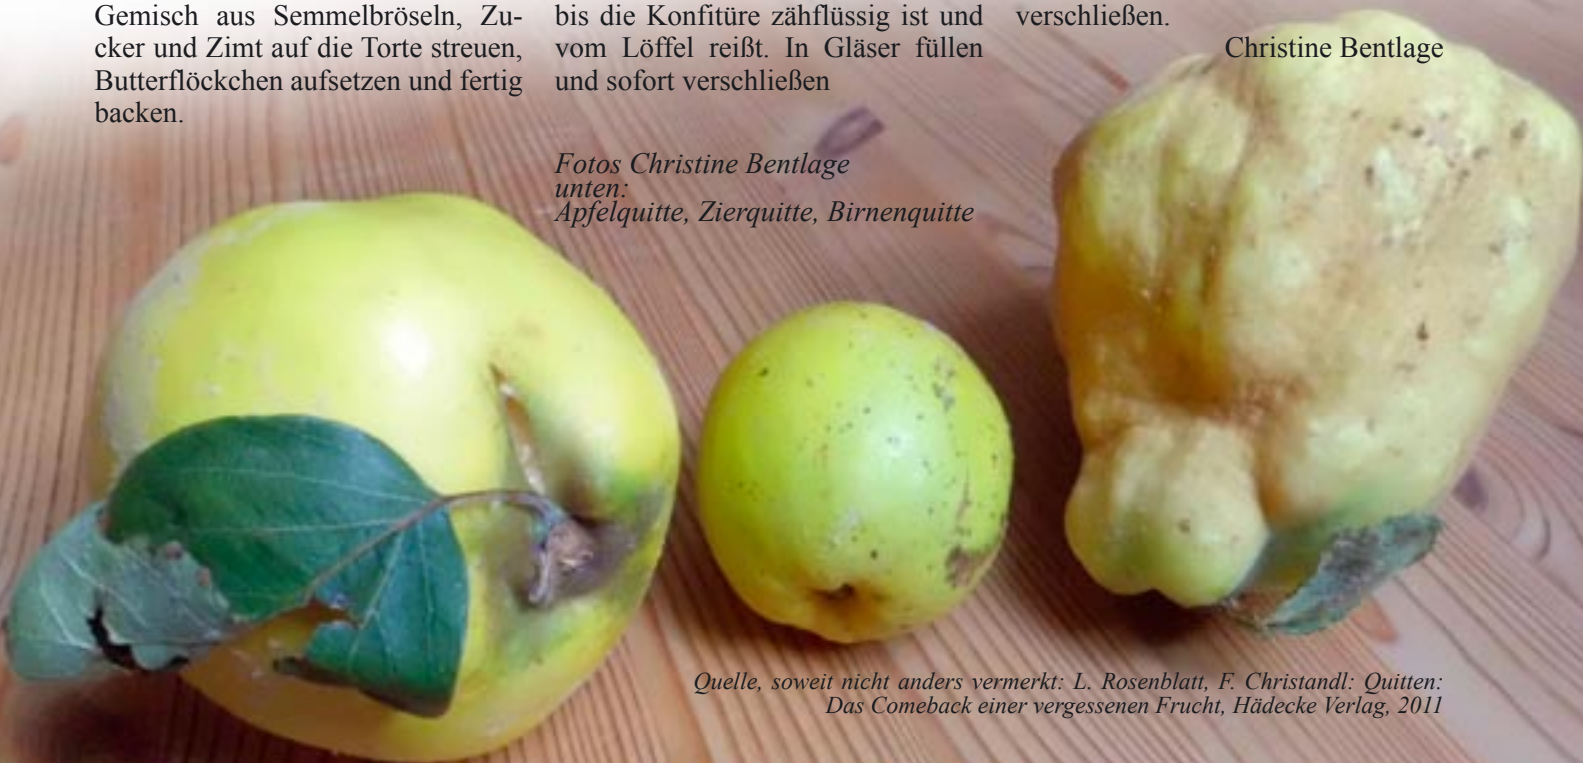 Gemisch aus Semmelbröseln, Zu-
cker und Zimt auf die Torte streuen,
Butterflöckchen aufsetzen und fertig
backen.
bis die Konfitüre zähflüssig ist und
vom Löffel reißt. In Gläser füllen
und sofort verschließen
verschließen.
Christine Bentlage
Fotos Christine Bentlage
unten:
Apfelquitte, Zierquitte, Birnenquitte
Quelle, soweit nicht anders vermerkt: L. Rosenblatt, F. Christandl: Quitten:
Das Comeback einer vergessenen Frucht, Hädecke Verlag, 2011